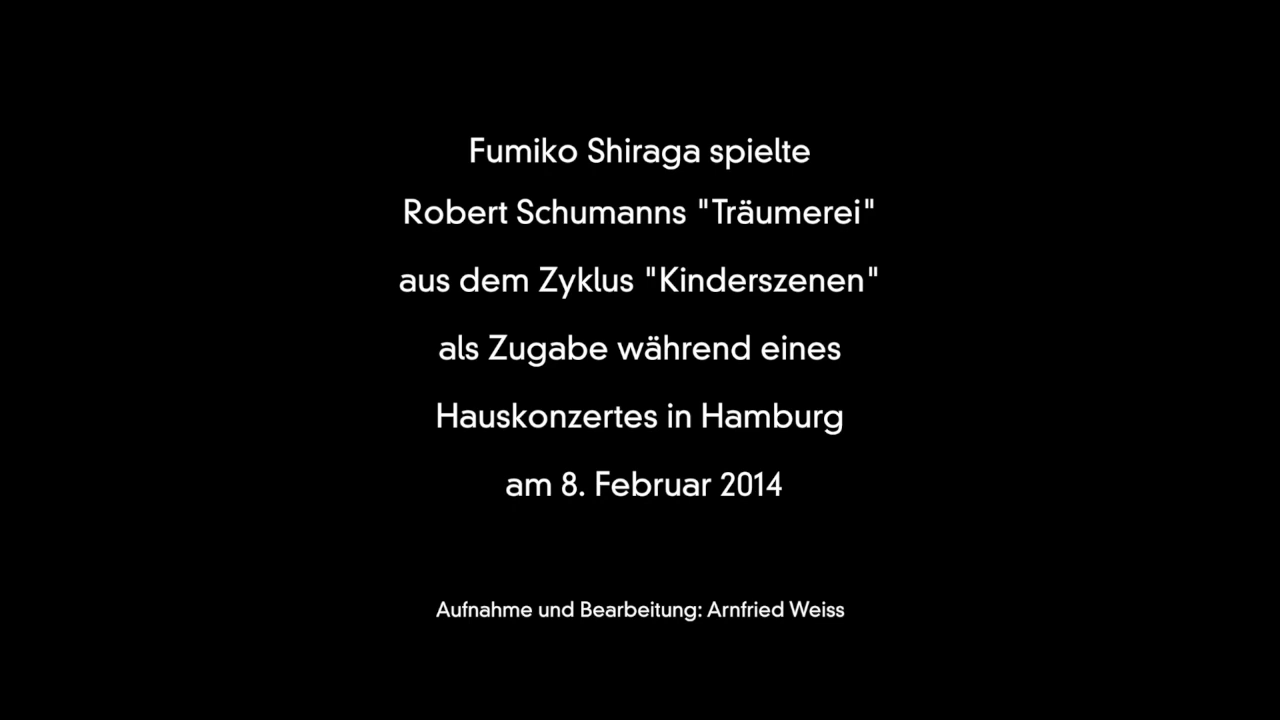 Fumiko Shiraga spielte
Robert Schumanns "Träumerei"
aus dem Zyklus "Kinderszenen"
als Zugabe während eines
Hauskonzertes in Hamburg
am 8. Februar 2014
Aufnahme und Bearbeitung: Arnfried Weiss